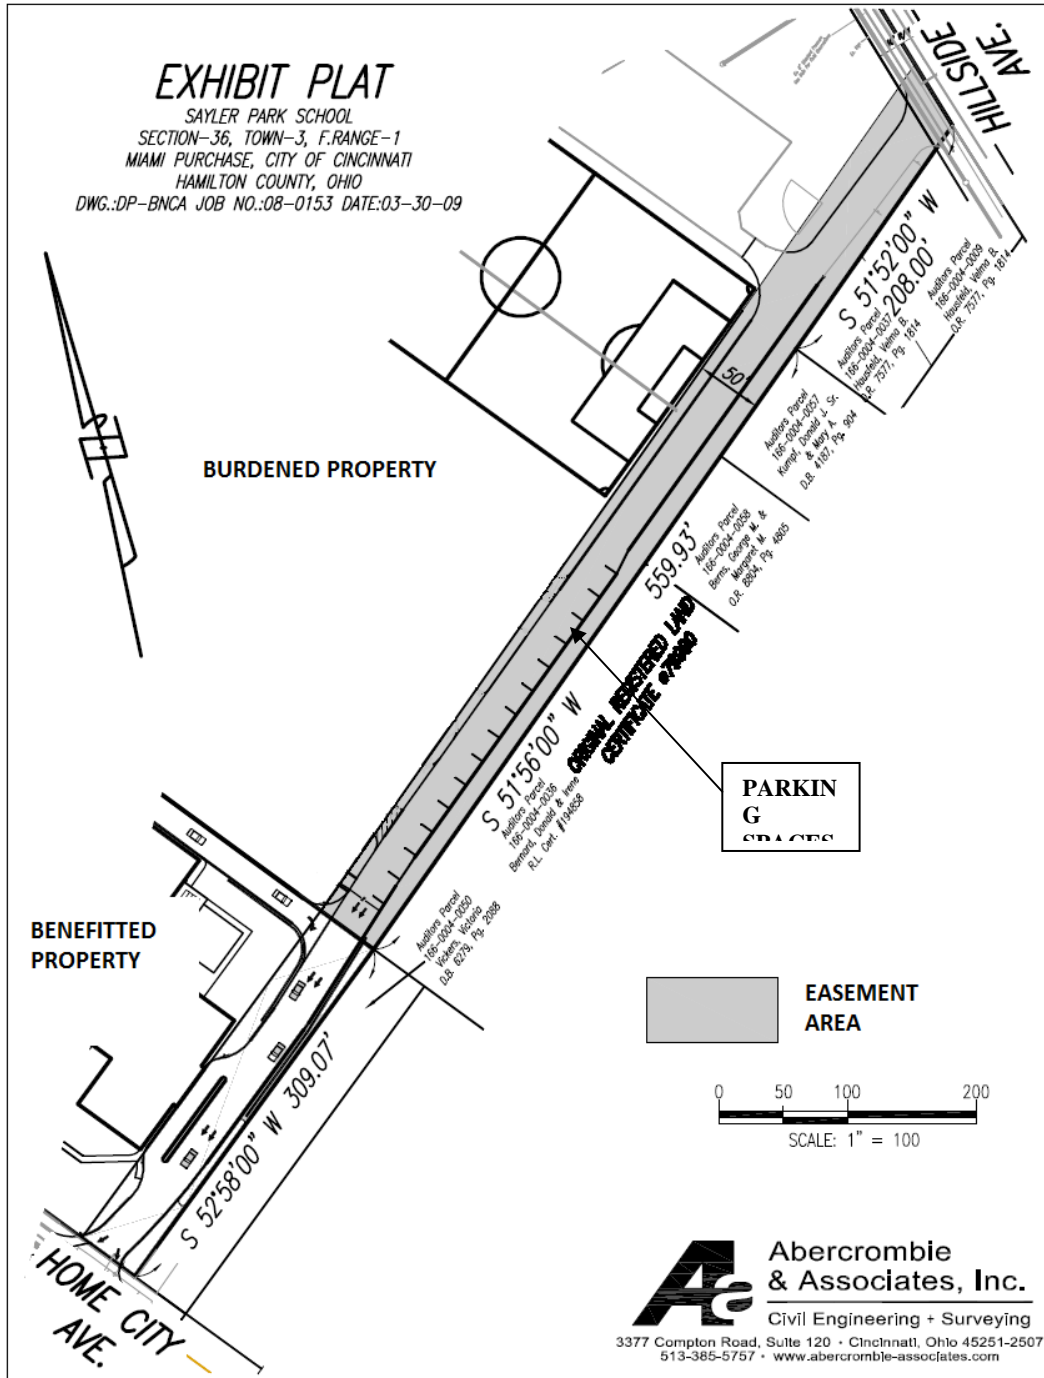 EXHIBIT PLAT
SAYLER PARK SCHOOL
SECTION-36, TOWN-3, F.RANGE-1
MIAMI PURCHASE, CITY OF CINCINNATI
HAMILTON COUNTY, OHIO
DWG.:DP-BNCA JOB NO.:08-0153 DATE:03-30-09
HILLSIDE
AVE.
S 51°52'00" W
208.00'
Auditors Parcel
166-0004-0009
Hausfeld, Velma B.
O.R. 7577, Pg. 1814
Auditors Parcel
166-0004-0037
Hausfeld, Velma B.
O.R. 7577, Pg. 1814
50'
Auditors Parcel
166-0004-0057
Kumpf, Donald J. Sr.
& Mary A.
D.B. 4187, Pg. 904
BURDENED PROPERTY
Auditors Parcel
166-0004-0058
Berns, George M. &
Margaret M.
O.R. 8804, Pg. 4805
559.93'
ORIGINAL REGISTERED LAND
CERTIFICATE
S 51°56'00" W
Auditors Parcel
166-0004-0036
Bernard, Donald & Irene
R.L. Cert. #194858
PARKIN
G
SPACES
Auditors Parcel
166-0004-0050
Vickers, Victoria
D.B. 6279, Pg. 2088
BENEFITTED
PROPERTY
EASEMENT
AREA
S 52°58'00" W 309.07'
0 50 100 200
SCALE: 1" = 100
HOME CITY
AVE.
Aa
Abercrombie
& Associates, Inc.
Civil Engineering + Surveying
3377 Compton Road, Suite 120 • Cincinnati, Ohio 45251-2507
513-385-5757 • www.abercrombie-associates.com